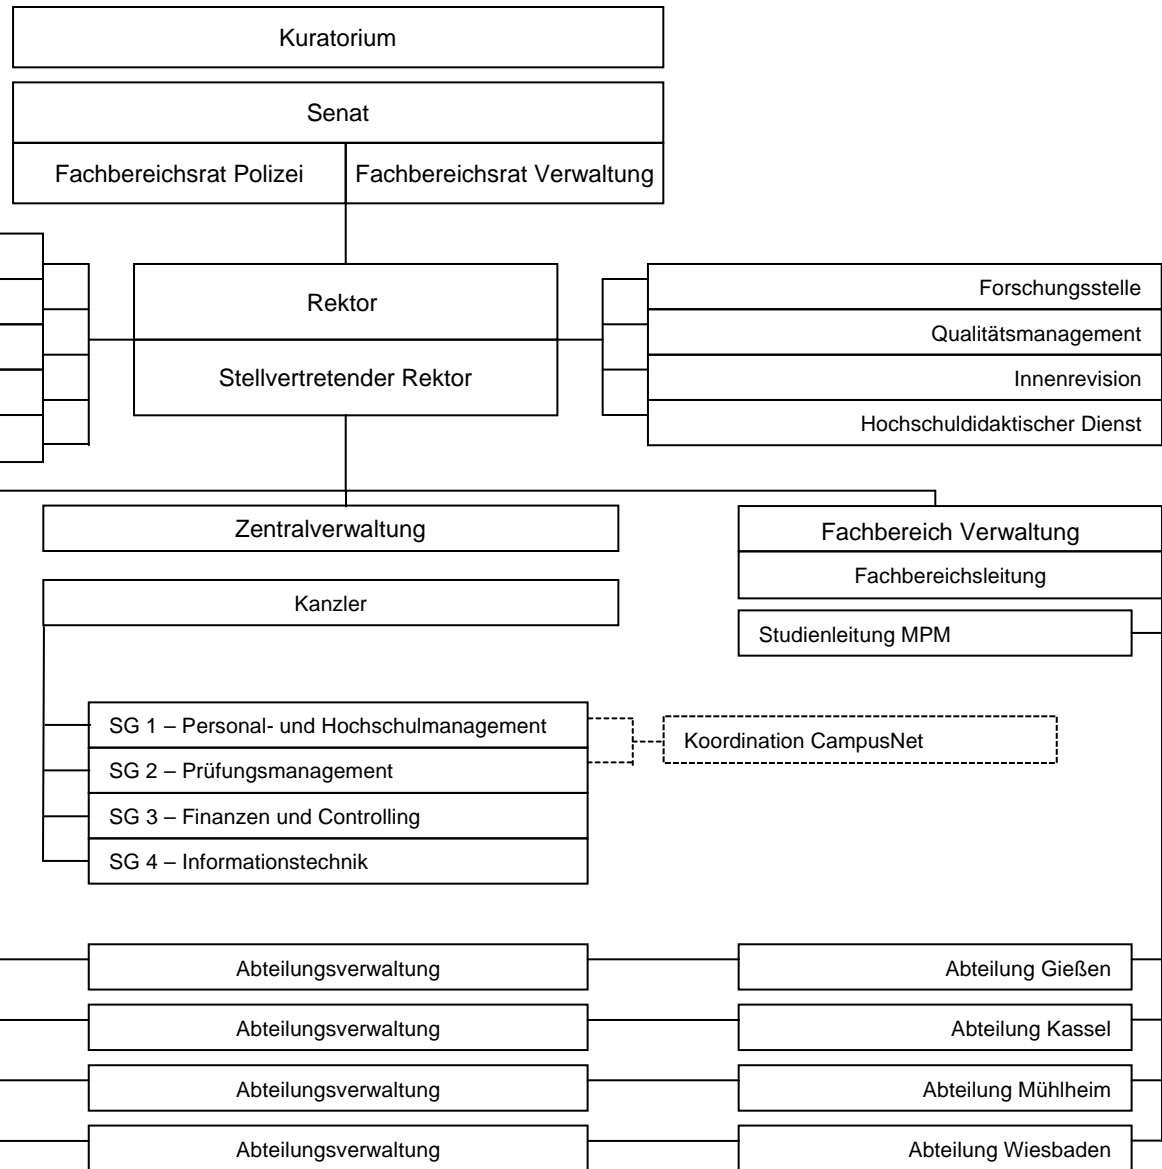 Kuratorium
Senat
Fachbereichsrat Polizei
Fachbereichsrat Verwaltung
Rektor
Stellvertretender Rektor
Forschungsstelle
Qualitätsmanagement
Innenrevision
Hochschuldidaktischer Dienst
Zentralverwaltung
Kanzler
Fachbereich Verwaltung
Fachbereichsleitung
Studienleitung MPM
SG 1 – Personal- und Hochschulmanagement
SG 2 – Prüfungsmanagement
SG 3 – Finanzen und Controlling
SG 4 – Informationstechnik
Koordination CampusNet
Abteilungsverwaltung
Abteilung Gießen
Abteilungsverwaltung
Abteilung Kassel
Abteilungsverwaltung
Abteilung Mühlheim
Abteilungsverwaltung
Abteilung Wiesbaden